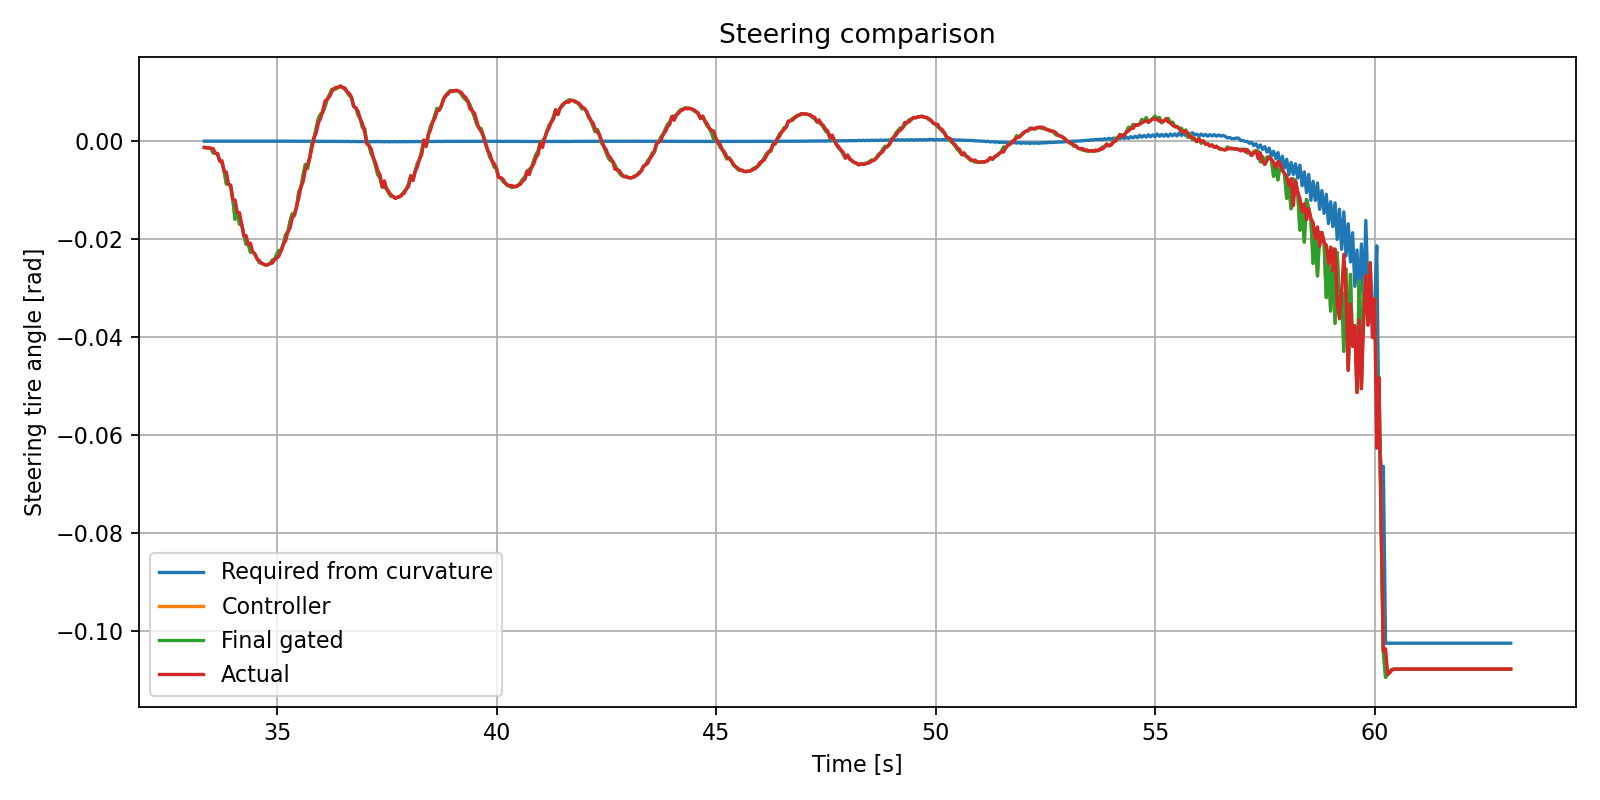 Steering comparison
Steering tire angle [rad]
0.00
−0.02
−0.04
−0.06
−0.08
−0.10
Required from curvature
Controller
Final gated
Actual
35
40
45
50
55
60
Time [s]